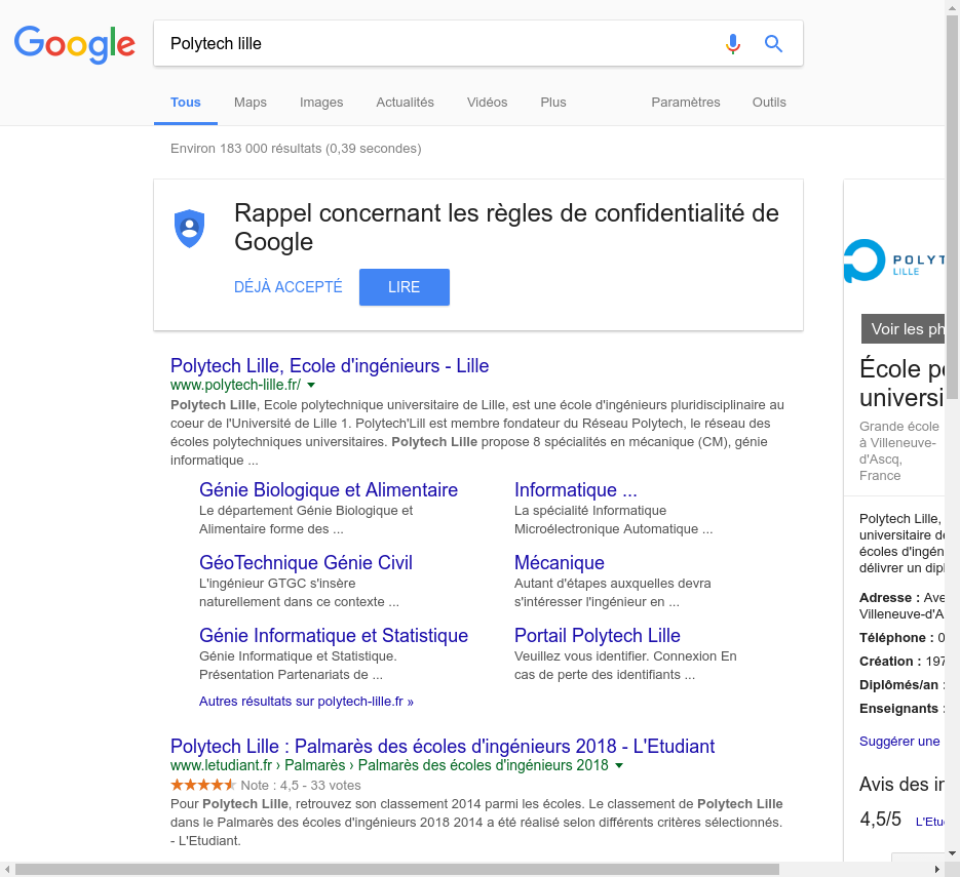 Google
Polytech lille
Tous Maps Images Actualités Vidéos Plus Paramètres Outils
Environ 183 000 résultats (0,39 secondes)
Rappel concernant les règles de confidentialité de
Google
DÉJÀ ACCEPTÉ LIRE
Polytech Lille, Ecole d'ingénieurs - Lille
www.polytech-lille.fr/
Polytech Lille, Ecole polytechnique universitaire de Lille, est une école d'ingénieurs pluridisciplinaire au
coeur de l'Université de Lille 1. Polytech'Lill est membre fondateur du Réseau Polytech, le réseau des
écoles polytechniques universitaires. Polytech Lille propose 8 spécialités en mécanique (CM), génie
informatique ...
Génie Biologique et Alimentaire
Le département Génie Biologique et
Alimentaire forme des ...
Informatique ...
La spécialité Informatique
Microélectronique Automatique ...
GéoTechnique Génie Civil
L'ingénieur GTGC s'insère
naturellement dans ce contexte ...
Mécanique
Autant d'étapes auxquelles devra
s'intéresser l'ingénieur en ...
Génie Informatique et Statistique
Génie Informatique et Statistique.
Présentation Partenariats de ...
Portail Polytech Lille
Veuillez vous identifier. Connexion En
cas de perte des identifiants ...
Autres résultats sur polytech-lille.fr »
Polytech Lille : Palmarès des écoles d'ingénieurs 2018 - L'Etudiant
www.letudiant.fr › Palmarès › Palmarès des écoles d'ingénieurs 2018
Note : 4,5 - 33 votes
Pour Polytech Lille, retrouvez son classement 2014 parmi les écoles. Le classement de Polytech Lille
dans le Palmarès des écoles d'ingénieurs 2018 2014 a été réalisé selon différents critères sélectionnés.
- L'Etudiant.
POLYT
LILLE
Voir les ph
École p
universi
Grande école
à Villeneuve-
d'Ascq,
France
Polytech Lille,
universitaire d
écoles d'ingén
délivrer un dip
Adresse : Ave
Villeneuve-d'A
Téléphone : 0
Création : 197
Diplômés/an :
Enseignants :
Suggérer une
Avis des in
4,5/5 L'Etu